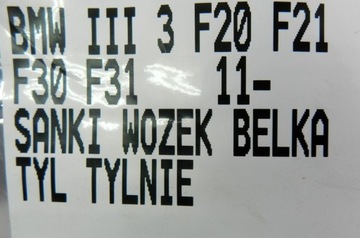 BMW III 3 F20 F21
F30 F31 11-
SANKI WOZEK BELKA
TYL TYLNIE